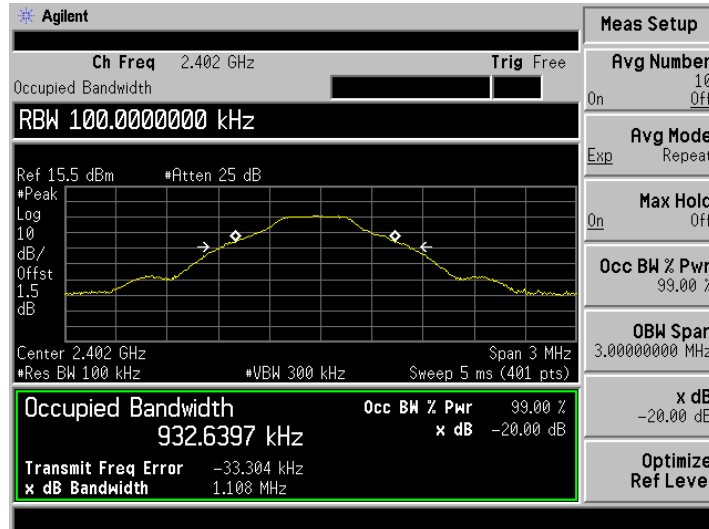 Agilent
Meas Setup
Ch Freq 2.402 GHz Trig Free
Occupied Bandwidth
RBW 100.0000000 kHz
Ref 15.5 dBm #Atten 25 dB
#Peak
Log
10
dB/
Offst
1.5
dB
Center 2.402 GHz Span 3 MHz
#Res BW 100 kHz #VBW 300 kHz Sweep 5 ms (401 pts)
Occupied Bandwidth
932.6397 kHz
Occ BW % Pwr 99.00 %
x dB -20.00 dB
Transmit Freq Error -33.304 kHz
x dB Bandwidth 1.108 MHz
Avg Number
10
On Off
Avg Mode
Exp Repeat
Max Hold
On Off
Occ BW % Pwr
99.00 %
OBW Span
3.00000000 MHz
x dB
-20.00 dB
Optimize
Ref Level